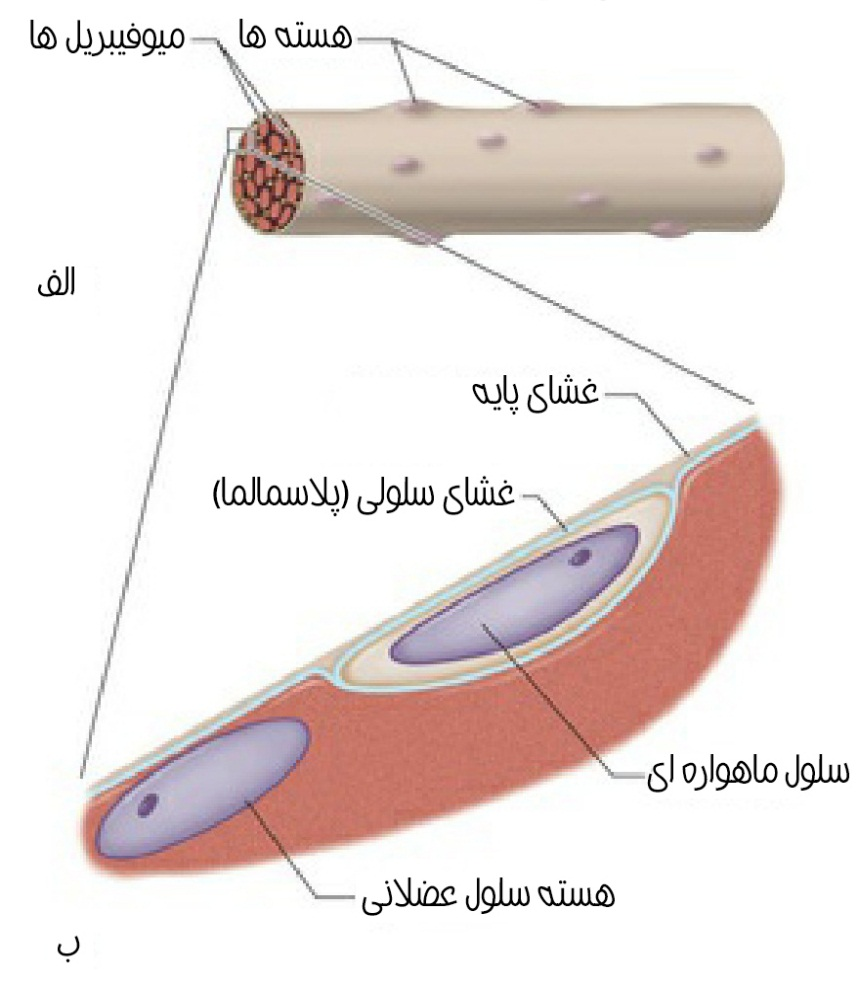 هسته ها
میوفیبریل ها
الف
غشای پایه
غشای سلولی (پلاسمالما)
سلول ماهواره ای
هسته سلول عضلانی
ب